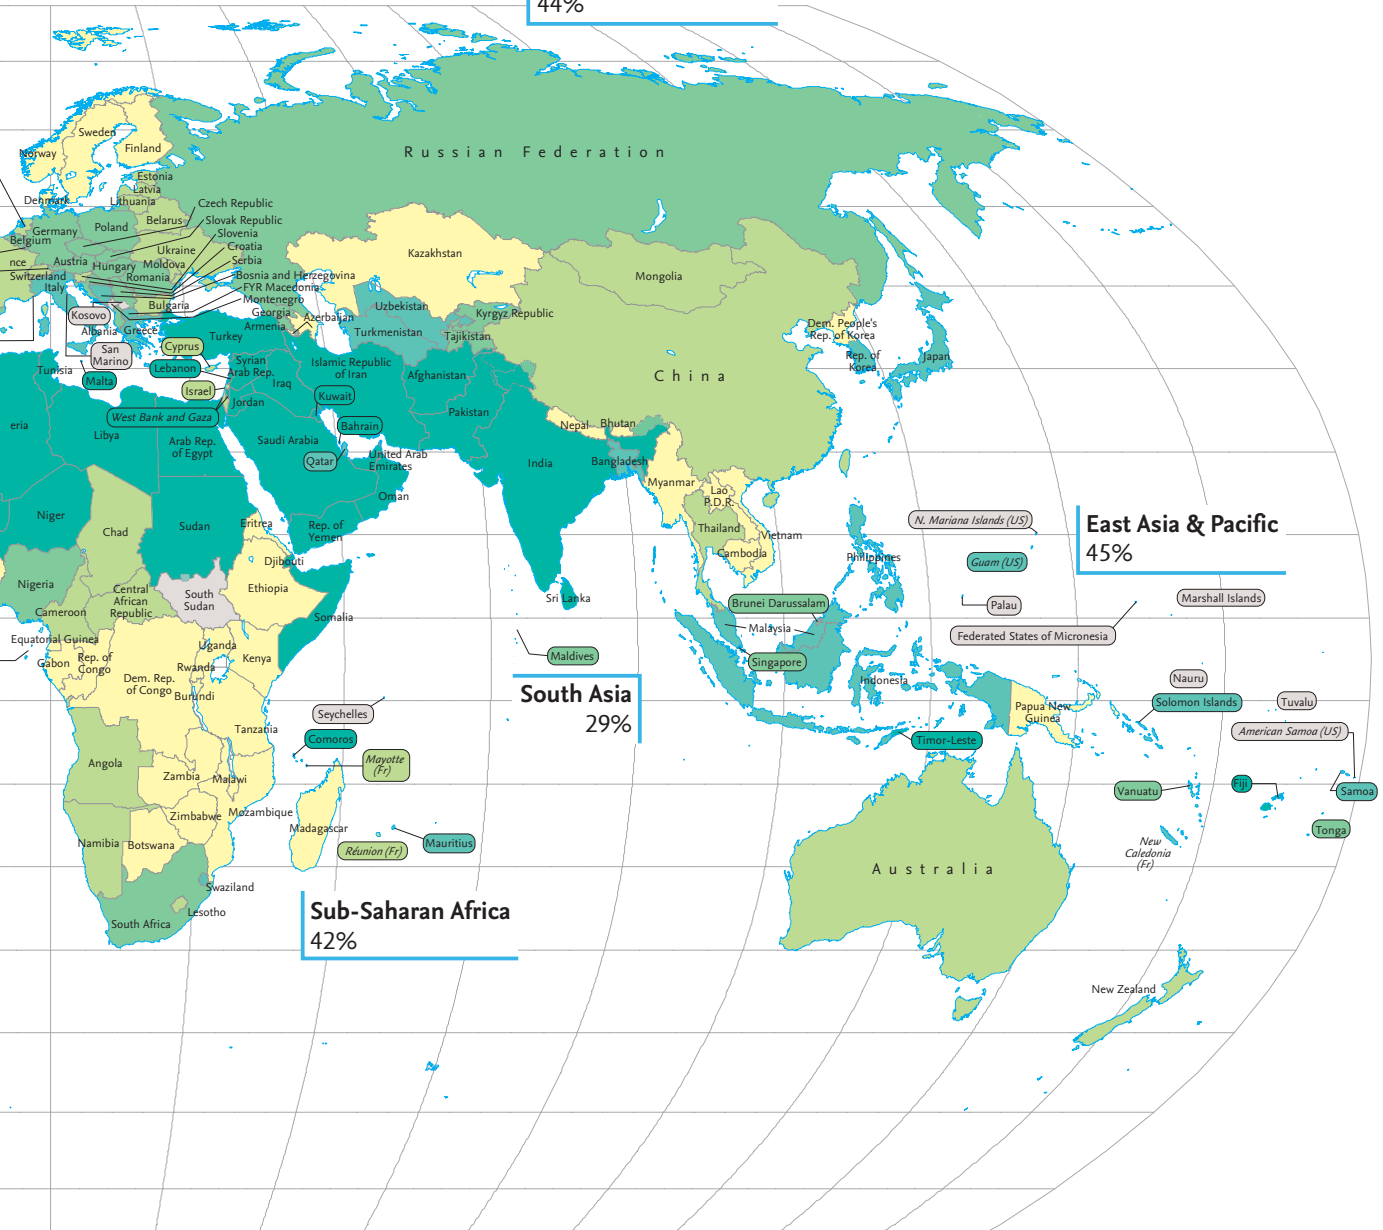 44%
Russian Federation
Sweden
Norway
Finland
Estonia
Latvia
Denmark
Lithuania
Czech Republic
Slovak Republic
Slovenia
Croatia
Serbia
Bosnia and Herzegovina
FYR Macedonia
Montenegro
Belarus
Poland
Germany
Belgium
Ukraine
nce
Austria
Hungary
Moldova
Switzerland
Romania
Italy
Bulgaria
Georgia
Kosovo
Armenia
Azerbaijan
Albania
Greece
Turkey
San
Marino
Cyprus
Tunisia
Malta
Lebanon
Syrian
Arab Rep.
Israel
Iraq
Jordan
West Bank and Gaza
Kazakhstan
Mongolia
Uzbekistan
Kyrgyz Republic
Turkmenistan
Tajikistan
Dem. People's
Rep. of Korea
Rep. of
Korea
Japan
China
Islamic Republic
of Iran
Afghanistan
Kuwait
Pakistan
Bahrain
Qatar
United Arab
Emirates
Saudi Arabia
Oman
Rep. of
Yemen
eria
Libya
Arab Rep.
of Egypt
Nepal
Bhutan
India
Bangladesh
Myanmar
Lao
P.D.R.
Thailand
Vietnam
Cambodia
Philippines
Niger
Chad
Sudan
Eritrea
Djibouti
Ethiopia
South
Sudan
Nigeria
Central
African
Republic
Cameroon
Somalia
Sri Lanka
N. Mariana Islands (US)
East Asia & Pacific
45%
Guam (US)
Palau
Marshall Islands
Federated States of Micronesia
Brunei Darussalam
Malaysia
Singapore
Maldives
Equatorial Guinea
Gabon
Rep. of
Congo
Uganda
Kenya
Rwanda
Dem. Rep.
of Congo
Burundi
South Asia
29%
Indonesia
Papua New
Guinea
Nauru
Solomon Islands
Tuvalu
American Samoa (US)
Seychelles
Tanzania
Comoros
Timor-Leste
Mayotte
(Fr)
Angola
Zambia
Malawi
Vanuatu
Fiji
Samoa
Zimbabwe
Mozambique
Madagascar
Tonga
Namibia
Botswana
Réunion (Fr)
Mauritius
New
Caledonia
(Fr)
Australia
Swaziland
Lesotho
South Africa
Sub-Saharan Africa
42%
New Zealand